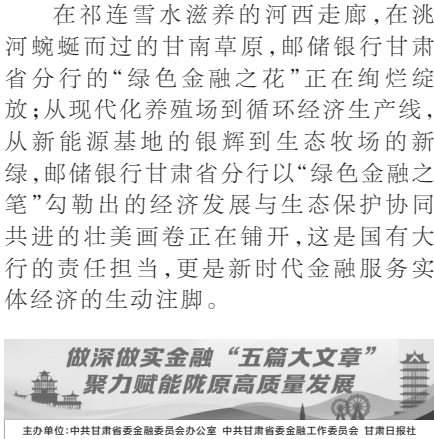 在祁连雪水滋养的河西走廊,在洮
河蜿蜒而过的甘南草原,邮储银行甘肃
省分行的“绿色金融之花”正在绚烂绽
放;从现代化养殖场到循环经济生产线,
从新能源基地的银辉到生态牧场的新
绿,邮储银行甘肃省分行以“绿色金融之
笔”勾勒出的经济发展与生态保护协同
共进的壮美画卷正在铺开,这是国有大
行的责任担当,更是新时代金融服务实
体经济的生动注脚。
做深做实金融“五篇大文章”
聚力赋能陇原高质量发展
主办单位:中共甘肃省委金融委员会办公室 中共甘肃省委金融工作委员会 甘肃日报社